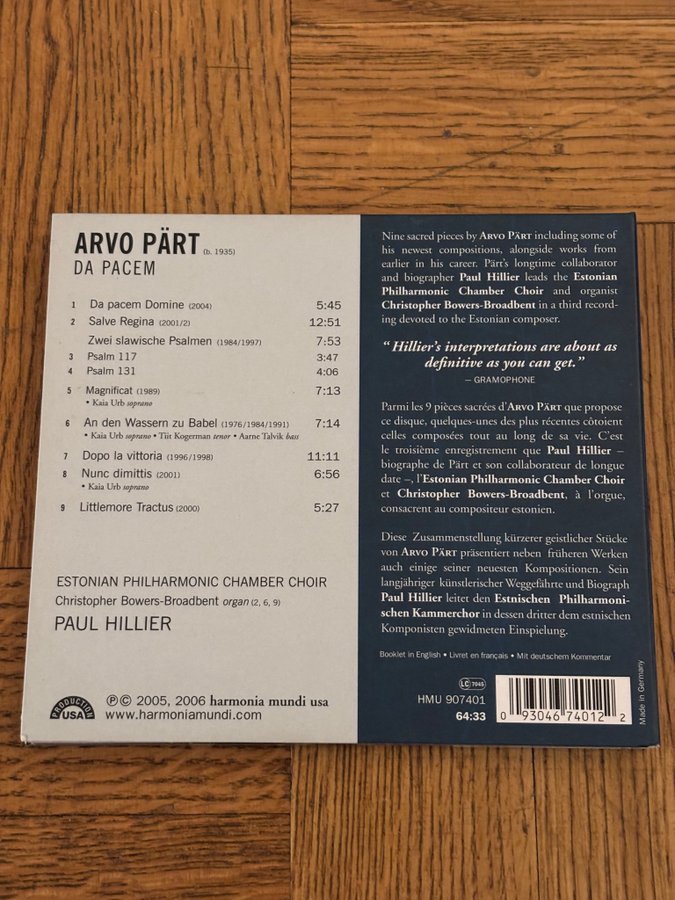 ARVO PÄRT (b. 1935)
DA PACEM
1 Da pacem Domine (2004) 5:45
2 Salve Regina (2001/2) 12:51
Zwei slawische Psalmen (1984/1997) 7:53
3 Psalm 117 3:47
4 Psalm 131 4:06
5 Magnificat (1989) 7:13
• Kaia Urb soprano
6 An den Wassern zu Babel (1976/1984/1991) 7:14
• Kaia Urb soprano • Tiit Kogerman tenor • Aarne Talvik bass
7 Dopo la vittoria (1996/1998) 11:11
8 Nunc dimittis (2001) 6:56
• Kaia Urb soprano
9 Littlemore Tractus (2000) 5:27
ESTONIAN PHILHARMONIC CHAMBER CHOIR
Christopher Bowers-Broadbent organ (2, 6, 9)
PAUL HILLIER
PRODUCTION USA
℗© 2005, 2006 harmonia mundi usa
www.harmoniamundi.com
Nine sacred pieces by ARVO PÄRT including some of
his newest compositions, alongside works from
earlier in his career. Pärt's longtime collaborator
and biographer Paul Hillier leads the Estonian
Philharmonic Chamber Choir and organist
Christopher Bowers-Broadbent in a third record-
ing devoted to the Estonian composer.
“Hillier's interpretations are about as
definitive as you can get.”
— GRAMOPHONE
Parmi les 9 pièces sacrées d'ARVO PÄRT que propose
ce disque, quelques-unes des plus récentes côtoient
celles composées tout au long de sa vie. C'est
le troisième enregistrement que Paul Hillier –
biographe de Pärt et son collaborateur de longue
date –, l'Estonian Philharmonic Chamber Choir
et Christopher Bowers-Broadbent, à l'orgue,
consacrent au compositeur estonien.
Diese Zusammenstellung kürzerer geistlicher Stücke
von ARVO PÄRT präsentiert neben früheren Werken
auch einige seiner neuesten Kompositionen. Sein
langjähriger künstlerischer Weggefährte und Biograph
Paul Hillier leitet den Estnischen Philharmoni-
schen Kammerchor in dessen dritter dem estnischen
Komponisten gewidmeten Einspielung.
Booklet in English • Livret en français • Mit deutschem Kommentar
LC 7045
HMU 907401
64:33
0 93046 74012 2
Made in Germany